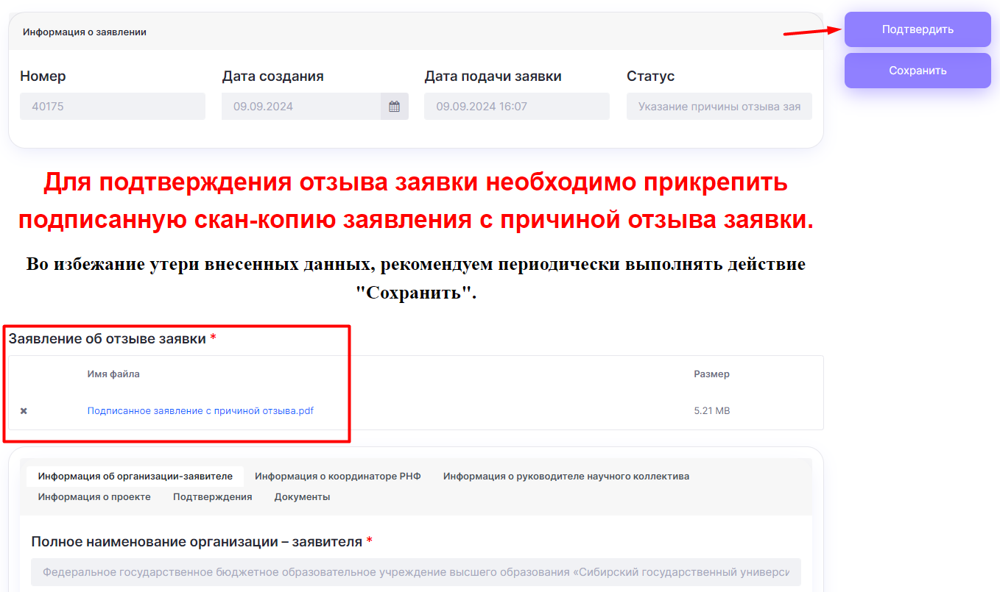 Информация о заявлении
Подтвердить
Сохранить
Номер
Дата создания
Дата подачи заявки
Статус
40175
09.09.2024
09.09.2024 16:07
Указание причины отзыва зая
Для подтверждения отзыва заявки необходимо прикрепить
подписанную скан-копию заявления с причиной отзыва заявки.
Во избежание утери внесенных данных, рекомендуем периодически выполнять действие
"Сохранить".
Заявление об отзыве заявки *
Имя файла
Размер
Подписанное заявление с причиной отзыва.pdf
5.21 MB
Информация об организации-заявителе
Информация о координаторе РНФ
Информация о руководителе научного коллектива
Информация о проекте
Подтверждения
Документы
Полное наименование организации – заявителя *
Федеральное государственное бюджетное образовательное учреждение высшего образования «Сибирский государственный универси